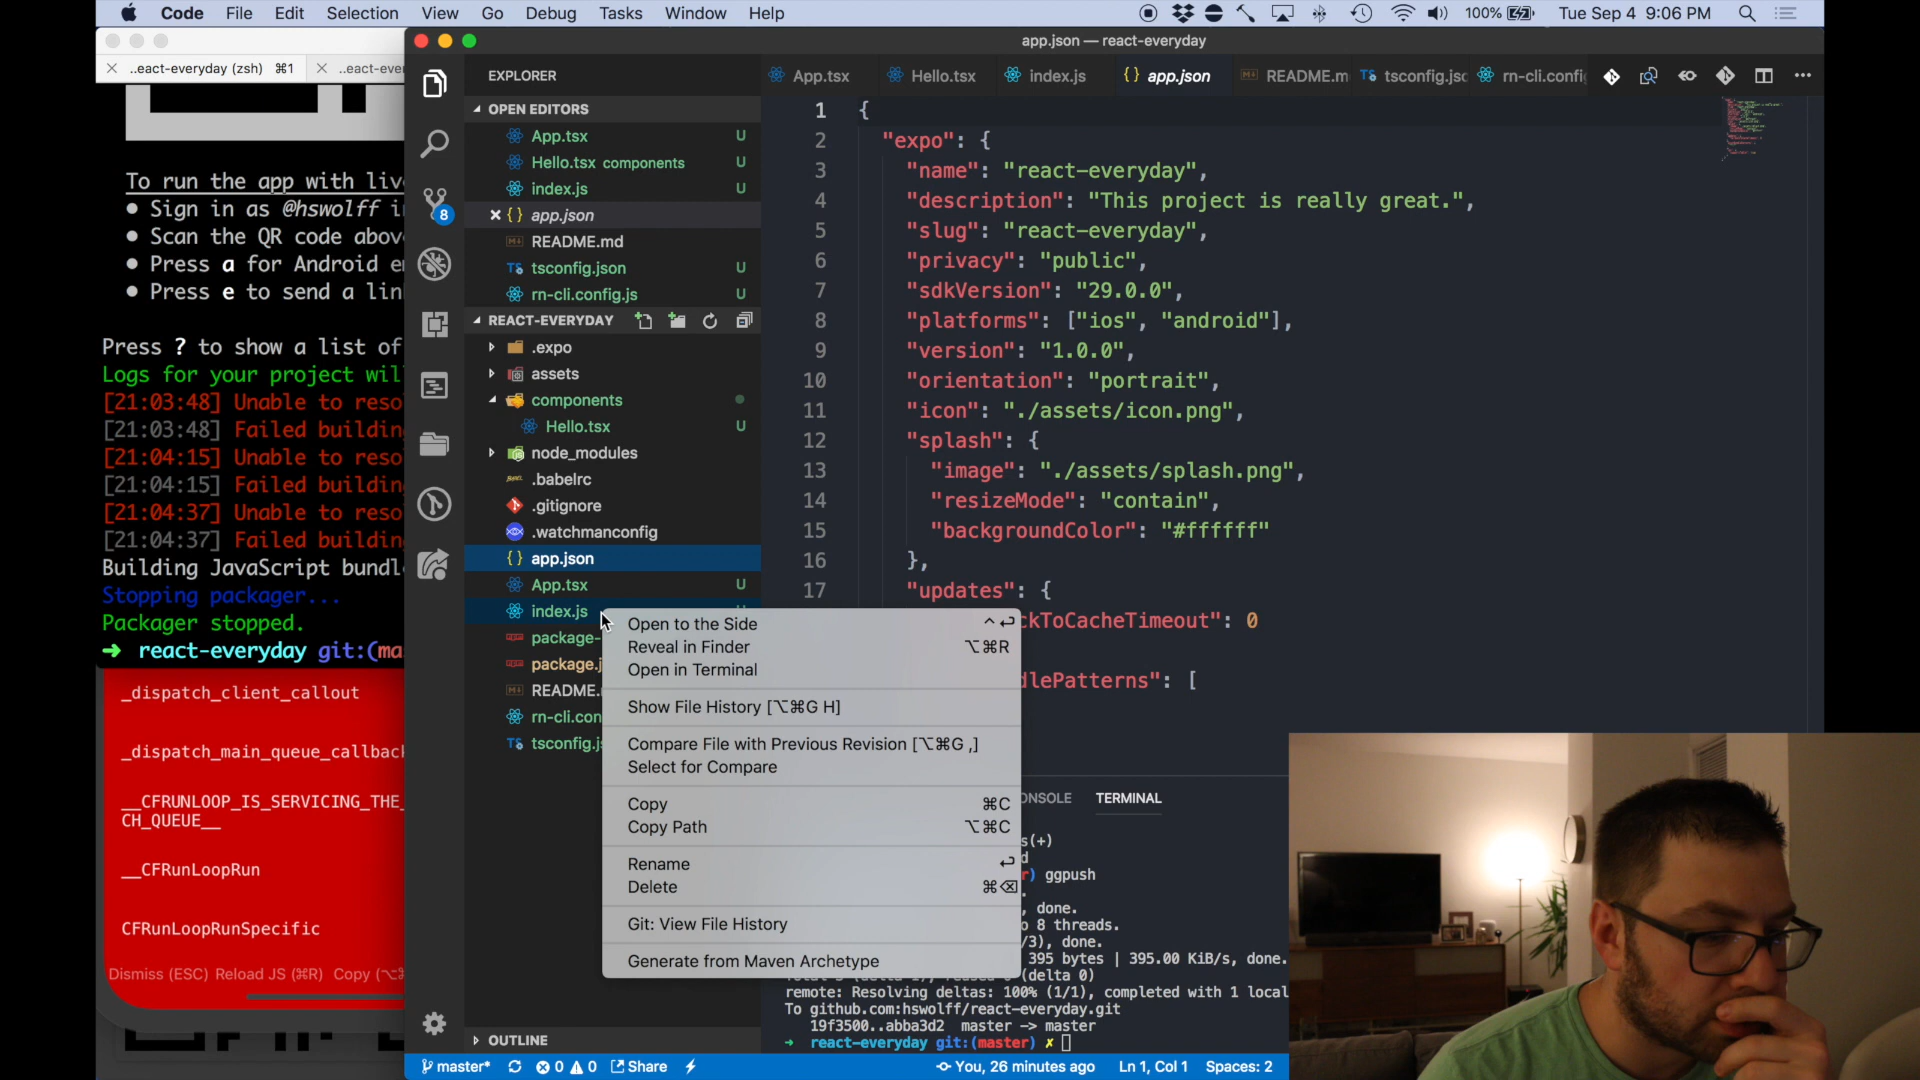 Code File Edit Selection View Go Debug Tasks Window Help
100% Tue Sep 4 9:06 PM
..eact-everyday (zsh) ⌘1
..eact-eve
To run the app with liv
• Sign in as @hswolff i
• Scan the QR code abov
• Press a for Android e
• Press e to send a lin
Press ? to show a list of
Logs for your project wil
[21:03:48] Unable to reso
[21:03:48] Failed building
[21:04:15] Unable to reso
[21:04:15] Failed building
[21:04:37] Unable to reso
[21:04:37] Failed building
Building JavaScript bundl
Stopping packager...
Packager stopped.
➜ react-everyday git:(ma
_dispatch_client_callout
_dispatch_main_queue_callback
__CFRUNLOOP_IS_SERVICING_THE_
CH_QUEUE__
__CFRunLoopRun
CFRunLoopRunSpecific
Dismiss (ESC) Reload JS (⌘R) Copy (⌥⌘
app.json — react-everyday
EXPLORER
OPEN EDITORS
App.tsx U
Hello.tsx components U
index.js U
{} app.json
README.md
TS tsconfig.json U
rn-cli.config.js U
REACT-EVERYDAY
.expo
assets
components
Hello.tsx U
node_modules
.babelrc
.gitignore
.watchmanconfig
{} app.json
App.tsx U
index.js
package-
package.j
README.
rn-cli.con
TS tsconfig.js
OUTLINE
8
App.tsx Hello.tsx index.js {} app.json README.m TS tsconfig.jsc rn-cli.confi
1 {
2 "expo": {
3 "name": "react-everyday",
4 "description": "This project is really great.",
5 "slug": "react-everyday",
6 "privacy": "public",
7 "sdkVersion": "29.0.0",
8 "platforms": ["ios", "android"],
9 "version": "1.0.0",
10 "orientation": "portrait",
11 "icon": "./assets/icon.png",
12 "splash": {
13 "image": "./assets/splash.png",
14 "resizeMode": "contain",
15 "backgroundColor": "#ffffff"
16 },
17 "updates": {
ckToCacheTimeout": 0
dlePatterns": [
Open to the Side ^⏎
Reveal in Finder ⌥⌘R
Open in Terminal
Show File History [⌥⌘G H]
Compare File with Previous Revision [⌥⌘G ,]
Select for Compare
Copy ⌘C
Copy Path ⌥⌘C
Rename ⏎
Delete ⌘⌫
Git: View File History
Generate from Maven Archetype
ONSOLE TERMINAL
s(+)
d
r) ggpush
.
, done.
o 8 threads.
/3), done.
395 bytes | 395.00 KiB/s, done.
(delta 0)
remote: Resolving deltas: 100% (1/1), completed with 1 local
To github.com:hswolff/react-everyday.git
19f3500..abba3d2 master -> master
➜ react-everyday git:(master) ✗
master* 0 0 Share You, 26 minutes ago Ln 1, Col 1 Spaces: 2